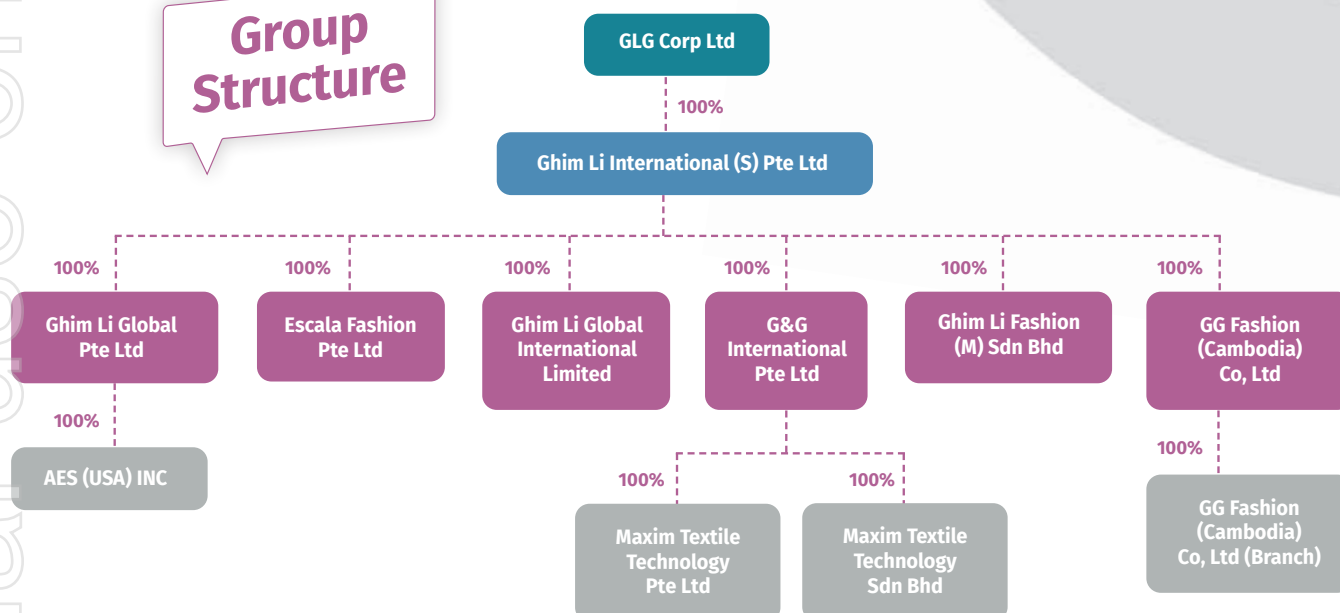 Group
Structure
GLG Corp Ltd
100%
Ghim Li International (S) Pte Ltd
100%
100%
100%
100%
100%
100%
Ghim Li Global
Pte Ltd
Escala Fashion
Pte Ltd
Ghim Li Global
International
Limited
G&G
International
Pte Ltd
Ghim Li Fashion
(M) Sdn Bhd
GG Fashion
(Cambodia)
Co, Ltd
100%
AES (USA) INC
100%
100%
Maxim Textile
Technology
Pte Ltd
Maxim Textile
Technology
Sdn Bhd
100%
GG Fashion
(Cambodia)
Co, Ltd (Branch)